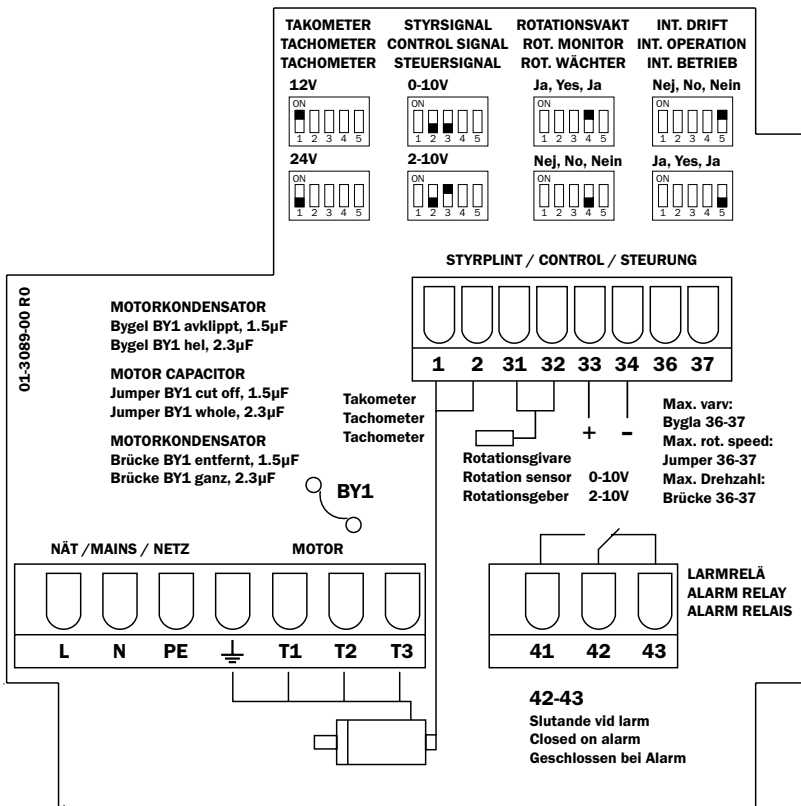 TAKOMETER
TACHOMETER
TACHOMETER
12V
ON
1 2 3 4 5
24V
ON
1 2 3 4 5
STYRSIGNAL
CONTROL SIGNAL
STEUERSIGNAL
0-10V
ON
1 2 3 4 5
2-10V
ON
1 2 3 4 5
ROTATIONSVAKT
ROT. MONITOR
ROT. WÄCHTER
Ja, Yes, Ja
ON
1 2 3 4 5
Nej, No, Nein
ON
1 2 3 4 5
INT. DRIFT
INT. OPERATION
INT. BETRIEB
Nej, No, Nein
ON
1 2 3 4 5
Ja, Yes, Ja
ON
1 2 3 4 5
01-3089-00 R0
MOTORKONDENSATOR
Bygel BY1 avklippt, 1.5µF
Bygel BY1 hel, 2.3µF
MOTOR CAPACITOR
Jumper BY1 cut off, 1.5µF
Jumper BY1 whole, 2.3µF
MOTORKONDENSATOR
Brücke BY1 entfernt, 1.5µF
Brücke BY1 ganz, 2.3µF
BY1
STYRPLINT / CONTROL / STEURUNG
1 2 31 32 33 34 36 37
Takometer
Tachometer
Tachometer
Rotationsgivare
Rotation sensor
Rotationsgeber
+ -
0-10V
2-10V
Max. varv:
Bygla 36-37
Max. rot. speed:
Jumper 36-37
Max. Drehzahl:
Brücke 36-37
NÄT /MAINS / NETZ
MOTOR
L N PE T1 T2 T3
LARMRELÄ
ALARM RELAY
ALARM RELAIS
41 42 43
42-43
Slutande vid larm
Closed on alarm
Geschlossen bei Alarm